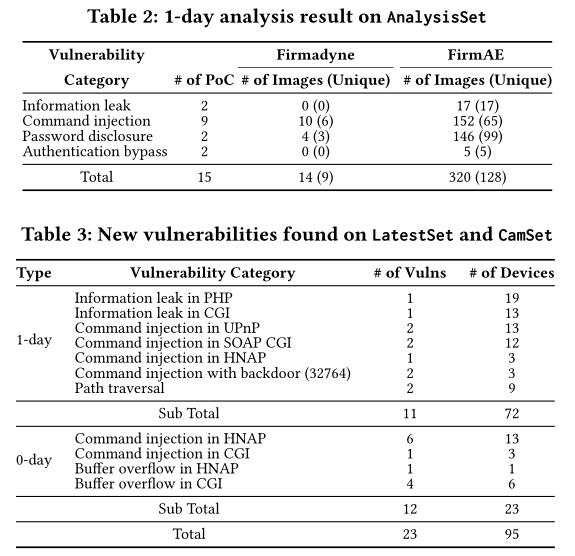 Table 2: 1-day analysis result on AnalysisSet
Vulnerability Firmadyne FirmAE
Category # of PoC # of Images (Unique) # of Images (Unique)
Information leak 2 0 (0) 17 (17)
Command injection 9 10 (6) 152 (65)
Password disclosure 2 4 (3) 146 (99)
Authentication bypass 2 0 (0) 5 (5)
Total 15 14 (9) 320 (128)
Table 3: New vulnerabilities found on LatestSet and CamSet
Type Vulnerability Category # of Vulns # of Devices
1-day
Information leak in PHP 1 19
Information leak in CGI 1 13
Command injection in UPnP 2 13
Command injection in SOAP CGI 2 12
Command injection in HNAP 1 3
Command injection with backdoor (32764) 2 3
Path traversal 2 9
Sub Total 11 72
0-day
Command injection in HNAP 6 13
Command injection in CGI 1 3
Buffer overflow in HNAP 1 1
Buffer overflow in CGI 4 6
Sub Total 12 23
Total 23 95